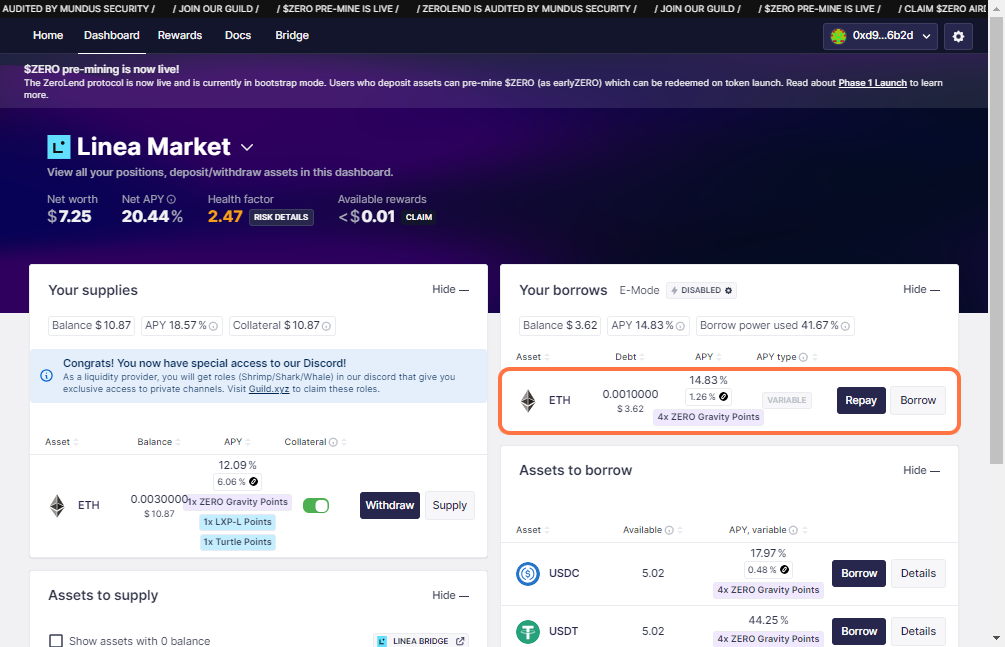 AUDITED BY MUNDUS SECURITY / / JOIN OUR GUILD / / $ZERO PRE-MINE IS LIVE / / ZEROLEND IS AUDITED BY MUNDUS SECURITY / / JOIN OUR GUILD / / $ZERO PRE-MINE IS LIVE / / CLAIM $ZERO AIR
Home Dashboard Rewards Docs Bridge 0xd9...6b2d
$ZERO pre-mining is now live!
The ZeroLend protocol is now live and is currently in bootstrap mode. Users who deposit assets can pre-mine $ZERO (as earlyZERO) which can be redeemed on token launch. Read about Phase 1 Launch to learn
more.
Linea Market
View all your positions, deposit/withdraw assets in this dashboard.
Net worth Net APY Health factor Available rewards
$7.25 20.44% 2.47 RISK DETAILS <$0.01 CLAIM
Your supplies Hide —
Balance $10.87 APY 18.57% Collateral $10.87
Congrats! You now have special access to our Discord!
As a liquidity provider, you will get roles (Shrimp/Shark/Whale) in our discord that give you
exclusive access to private channels. Visit Guild.xyz to claim these roles.
Asset Balance APY Collateral
12.09%
6.06%
ETH 0.0030000 1x ZERO Gravity Points Withdraw Supply
$10.87
1x LXP-L Points
1x Turtle Points
Assets to supply Hide —
Show assets with 0 balance LINEA BRIDGE
Your borrows E-Mode DISABLED Hide —
Balance $3.62 APY 14.83% Borrow power used 41.67%
Asset Debt APY APY type
14.83%
ETH 0.0010000 1.26% VARIABLE Repay Borrow
$3.62 4x ZERO Gravity Points
Assets to borrow Hide —
Asset Available APY, variable
17.97%
USDC 5.02 0.48% Borrow Details
4x ZERO Gravity Points
44.25%
USDT 5.02 Borrow Details
4x ZERO Gravity Points